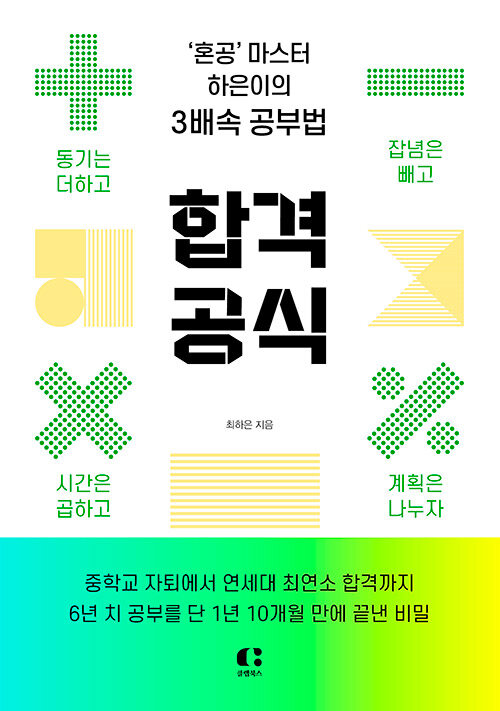 ‘혼공’ 마스터
하은이의
3배속 공부법
동기는
더하고
잡념은
빼고
합격
공식
최하은 지음
시간은
곱하고
계획은
나누자
중학교 자퇴에서 연세대 최연소 합격까지
6년 치 공부를 단 1년 10개월 만에 끝낸 비밀
클랩북스